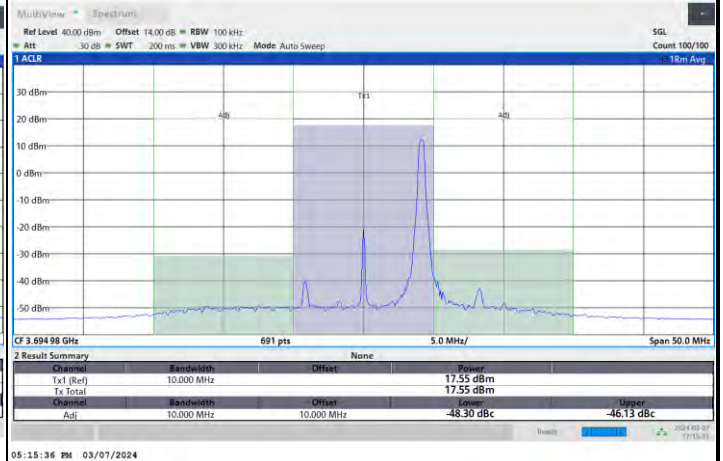 MultiView Spectrum
Ref Level 40.00 dBm Offset 14.00 dB RBW 100 kHz SGL
Att 30 dB SWT 200 ms VBW 300 kHz Mode Auto Sweep Count 100/100
1 ACLR 1Rm Avg
30 dBm
Tx1
20 dBm Adj Adj
10 dBm
0 dBm
-10 dBm
-20 dBm
-30 dBm
-40 dBm
-50 dBm
CF 3.694 98 GHz 691 pts 5.0 MHz/ Span 50.0 MHz
2 Result Summary None
Channel Bandwidth Offset Power
Tx1 (Ref) 10.000 MHz 17.55 dBm
Tx Total 17.55 dBm
Channel Bandwidth Offset Lower Upper
Adj 10.000 MHz 10.000 MHz -48.30 dBc -46.13 dBc
Ready 2024-03-07
17:15:35
05:15:36 PM 03/07/2024